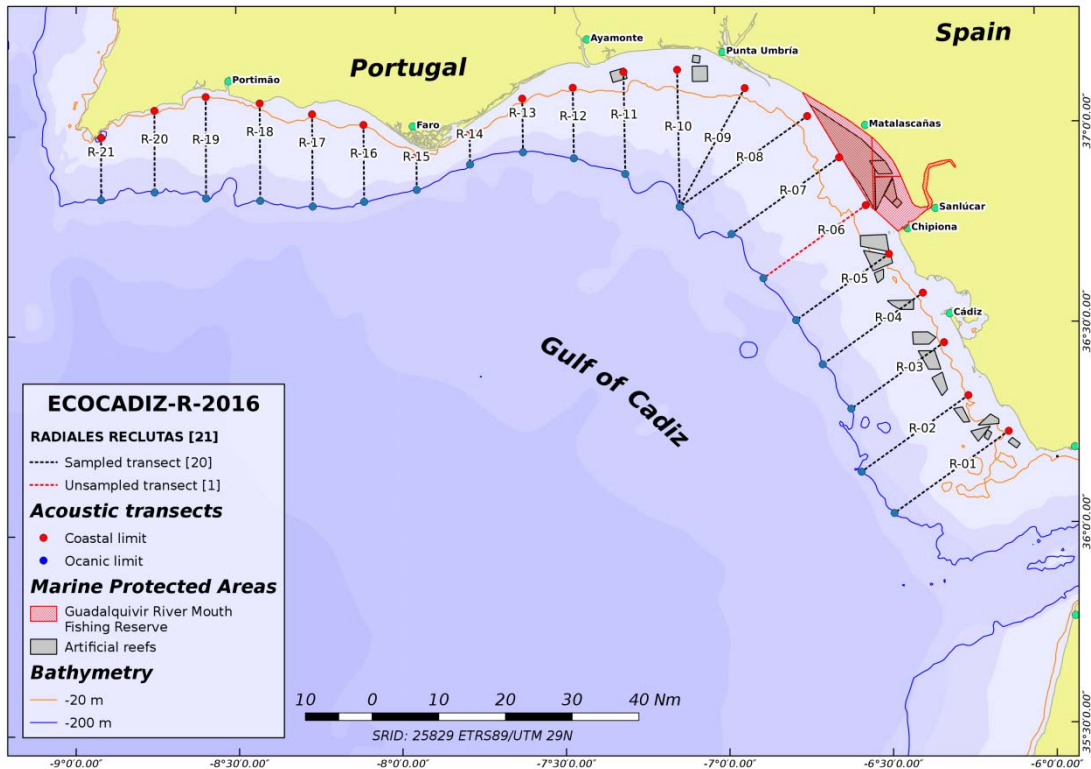 Spain
Portugal
Ayamonte
Punta Umbría
Portimão
Faro
Matalascañas
Sanlúcar
Chipiona
Cádiz
R-21
R-20
R-19
R-18
R-17
R-16
R-15
R-14
R-13
R-12
R-11
R-10
R-09
R-08
R-07
R-06
R-05
R-04
R-03
R-02
R-01
Gulf of Cadiz
ECOCADIZ-R-2016
RADIALES RECLUTAS [21]
Sampled transect [20]
Unsampled transect [1]
Acoustic transects
Coastal limit
Ocanic limit
Marine Protected Areas
Guadalquivir River Mouth
Fishing Reserve
Artificial reefs
Bathymetry
-20 m
-200 m
10 0 10 20 30 40 Nm
SRID: 25829 ETRS89/UTM 29N
37°0'0.00"
36°30'0.00"
36°0'0.00"
35°30'0.00"
-9°0'0.00"
-8°30'0.00"
-8°0'0.00"
-7°30'0.00"
-7°0'0.00"
-6°30'0.00"
-6°0'0.00"